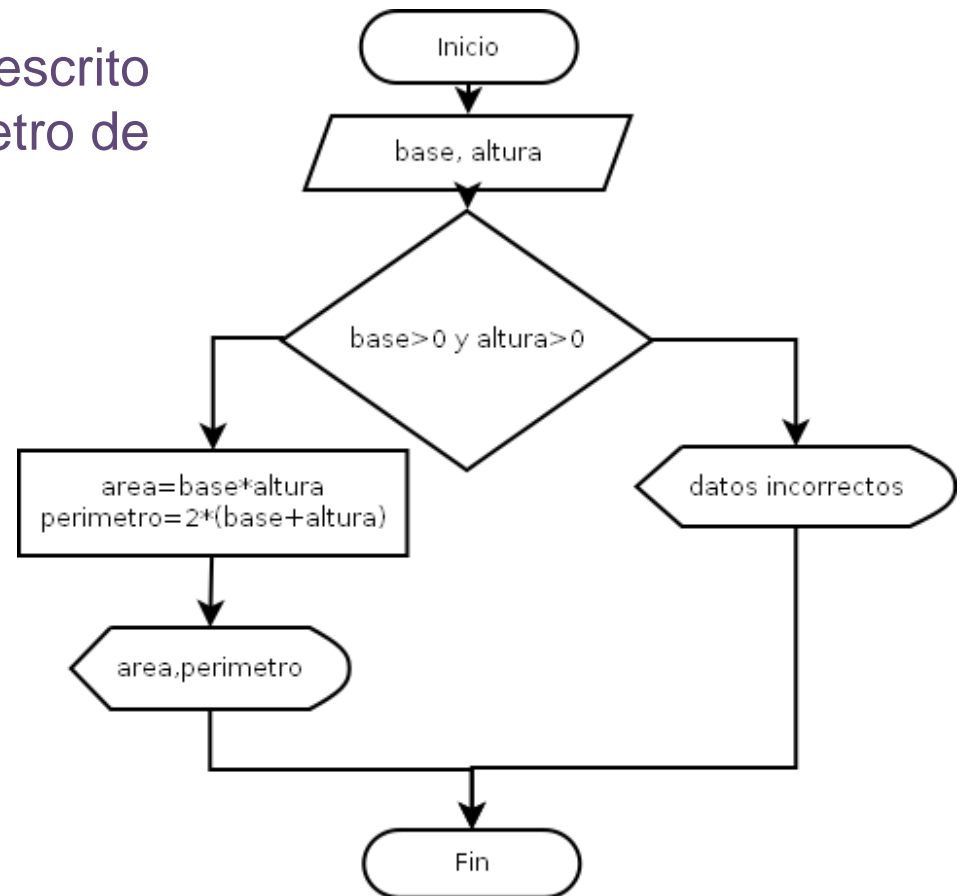 escrito
etro de
Inicio
base, altura
base>0 y altura>0
area=base*altura
perimetro=2*(base+altura)
datos incorrectos
area,perimetro
Fin